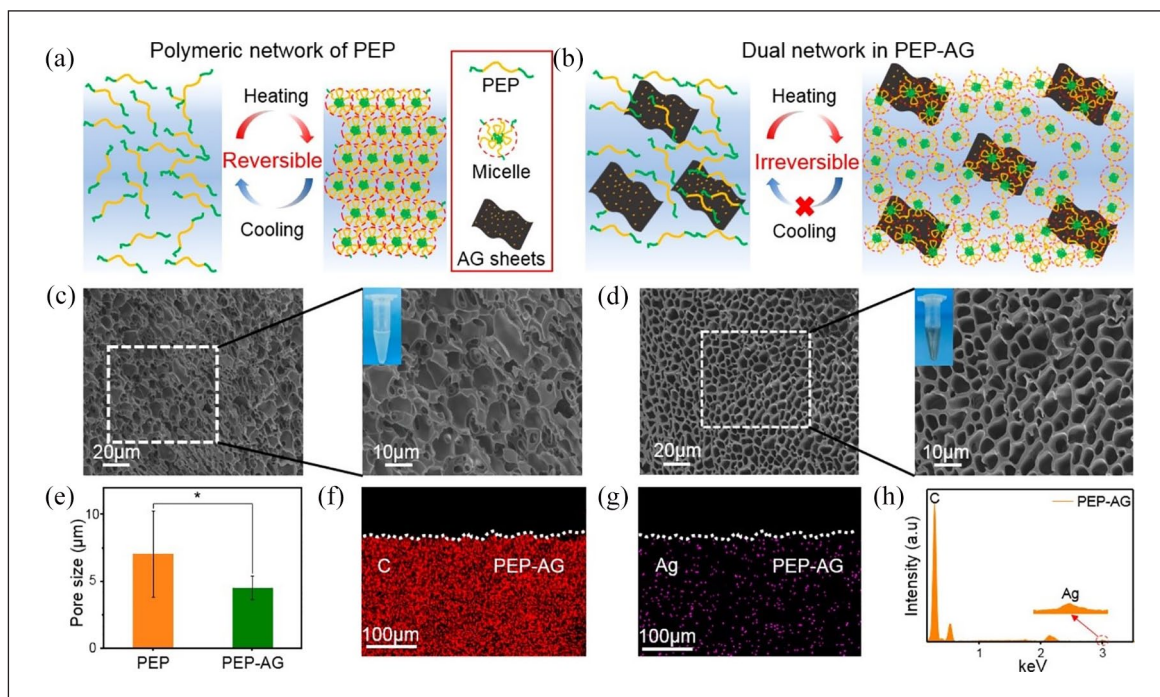 (a)
Polymeric network of PEP
Heating
Reversible
Cooling
PEP
Micelle
AG sheets
(b)
Dual network in PEP-AG
Heating
Irreversible
Cooling
(c)
20μm
10μm
(d)
20μm
10μm
(e)
Pore size (μm)
10
5
0
*
PEP
PEP-AG
(f)
C
PEP-AG
100μm
(g)
Ag
PEP-AG
100μm
(h)
Intensity (a.u)
C
PEP-AG
Ag
1
2
3
keV